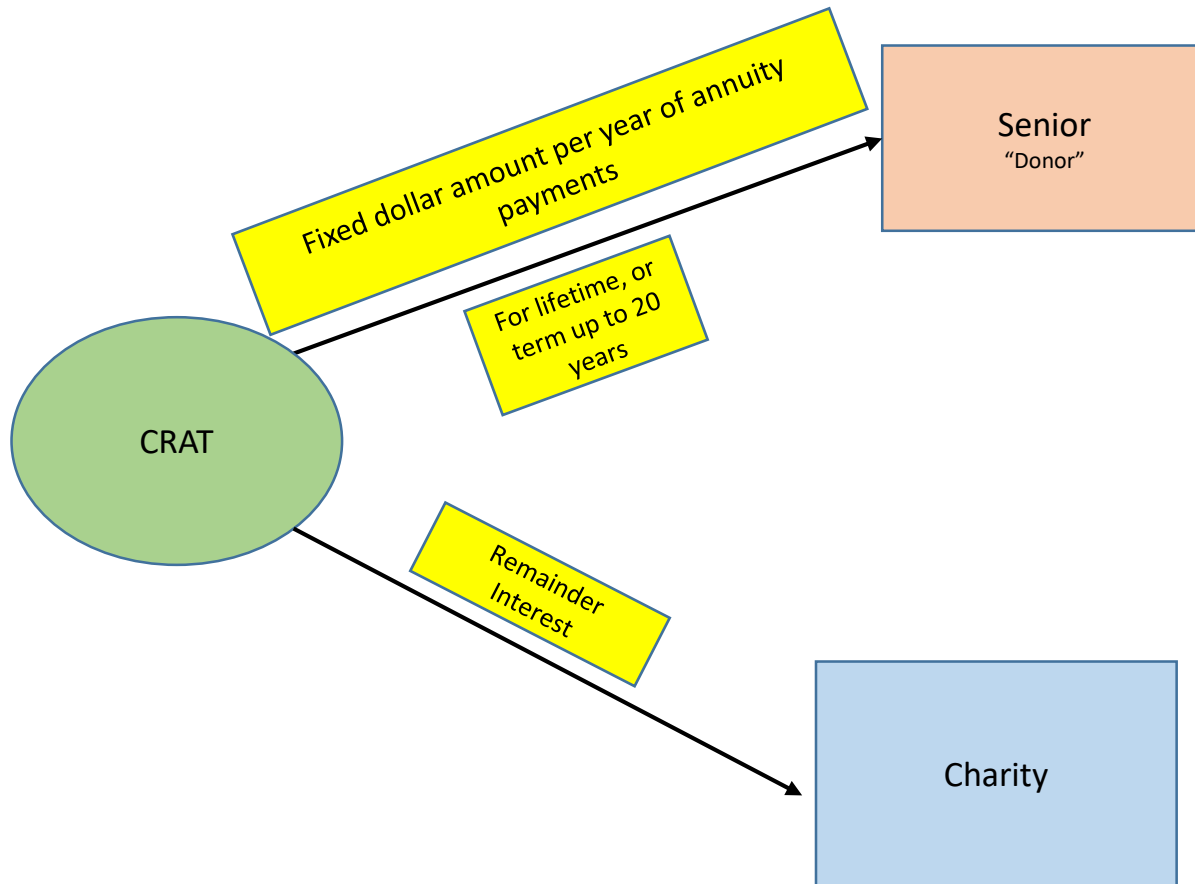 Fixed dollar amount per year of annuity
payments
Senior
“Donor”
For lifetime, or
term up to 20
years
CRAT
Remainder
Interest
Charity